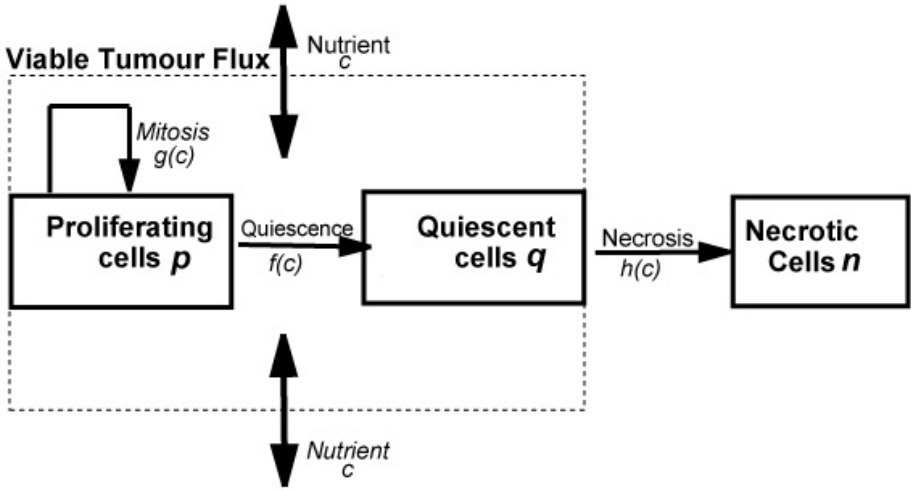 Nutrient
c
Viable Tumour Flux
Mitosis
g(c)
Proliferating
cells p
Quiescence
f(c)
Quiescent
cells q
Necrosis
h(c)
Necrotic
Cells n
Nutrient
c